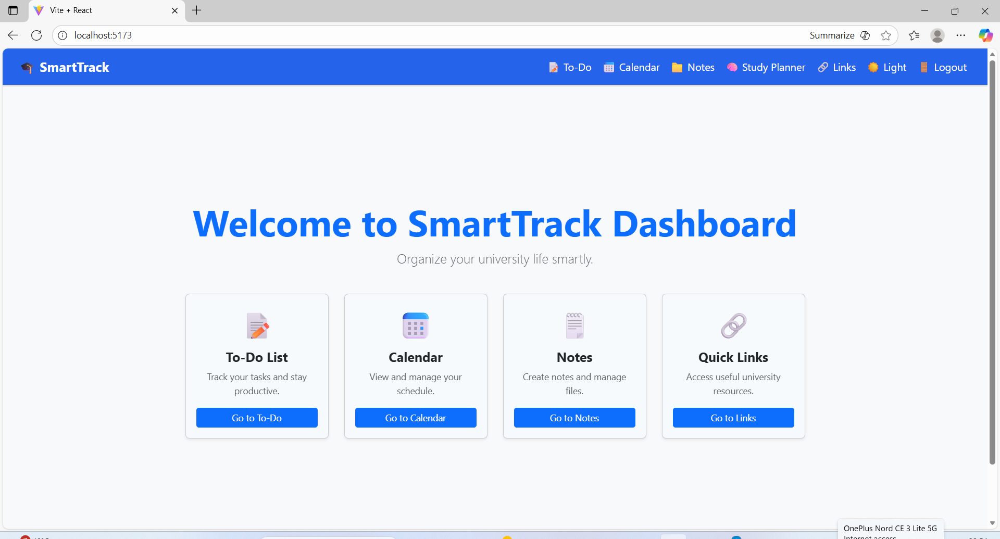 Vite + React
localhost:5173
Summarize
SmartTrack
To-Do
Calendar
Notes
Study Planner
Links
Light
Logout
Welcome to SmartTrack Dashboard
Organize your university life smartly.
To-Do List
Track your tasks and stay
productive.
Go to To-Do
Calendar
View and manage your
schedule.
Go to Calendar
Notes
Create notes and manage
files.
Go to Notes
Quick Links
Access useful university
resources.
Go to Links
OnePlus Nord CE 3 Lite 5G
Internet access